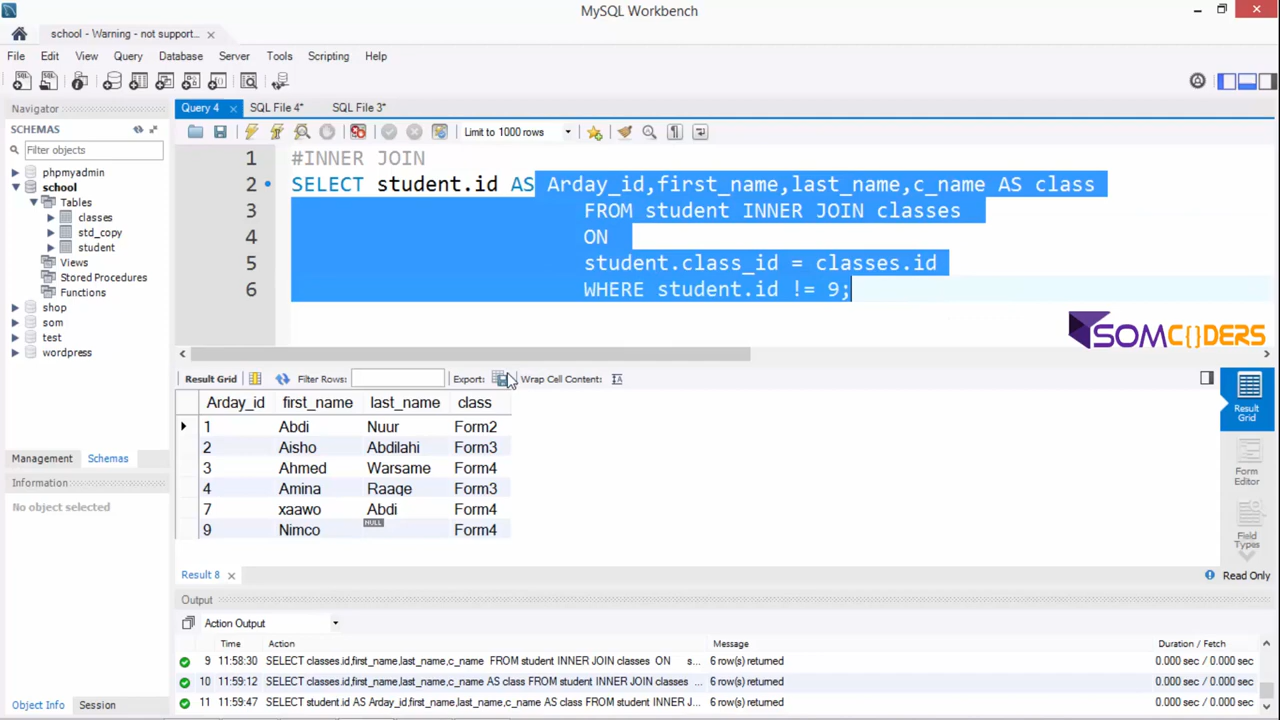 MySQL Workbench
school - Warning - not support...
File Edit View Query Database Server Tools Scripting Help
Navigator
SCHEMAS
Filter objects
phpmyadmin
school
Tables
classes
std_copy
student
Views
Stored Procedures
Functions
shop
som
test
wordpress
Management Schemas
Information
No object selected
Object Info Session
Query 4 SQL File 4* SQL File 3*
Limit to 1000 rows
1 #INNER JOIN
2 SELECT student.id AS Arday_id,first_name,last_name,c_name AS class
3 FROM student INNER JOIN classes
4 ON
5 student.class_id = classes.id
6 WHERE student.id != 9;
SOMC{}DERS
Result Grid Filter Rows: Export: Wrap Cell Content:
Arday_id first_name last_name class
1 Abdi Nuur Form2
2 Aisho Abdilahi Form3
3 Ahmed Warsame Form4
4 Amina Raage Form3
7 xaawo Abdi Form4
9 Nimco NULL Form4
Result Grid
Form Editor
Field Types
Result 8
Read Only
Output
Action Output
Time Action Message Duration / Fetch
9 11:58:30 SELECT classes.id,first_name,last_name,c_name FROM student INNER JOIN classes ON s... 6 row(s) returned 0.000 sec / 0.000 sec
10 11:59:12 SELECT classes.id,first_name,last_name,c_name AS class FROM student INNER JOIN classes ... 6 row(s) returned 0.000 sec / 0.000 sec
11 11:59:47 SELECT student.id AS Arday_id,first_name,last_name,c_name AS class FROM student INNER J... 6 row(s) returned 0.000 sec / 0.000 sec